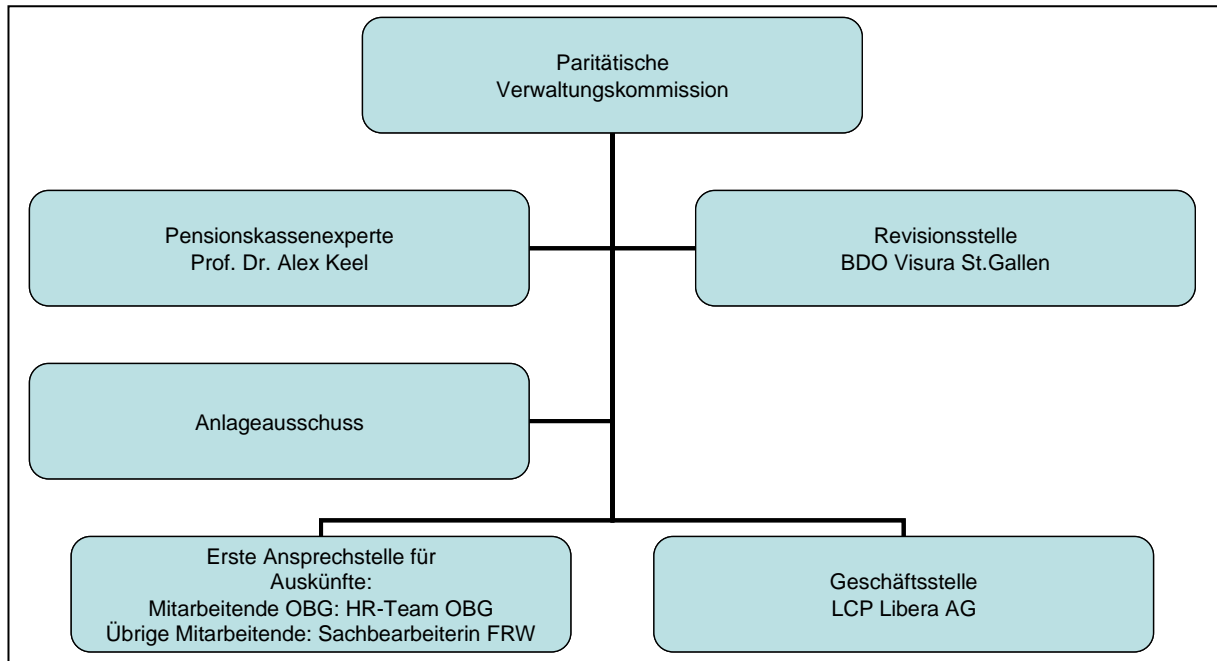 Paritätische
Verwaltungskommission
Pensionskassenexperte
Prof. Dr. Alex Keel
Revisionsstelle
BDO Visura St.Gallen
Anlageausschuss
Erste Ansprechstelle für
Auskünfte:
Mitarbeitende OBG: HR-Team OBG
Übrige Mitarbeitende: Sachbearbeiterin FRW
Geschäftsstelle
LCP Libera AG